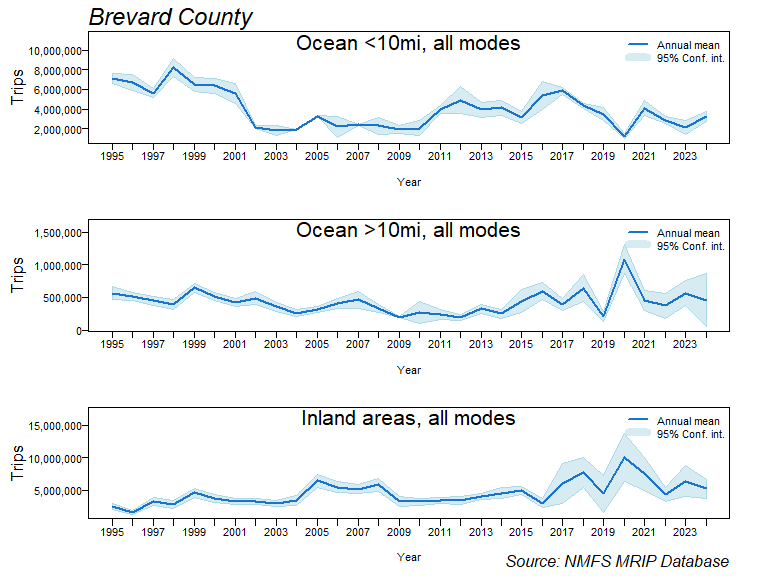 Brevard County
Ocean <10mi, all modes
Annual mean
95% Conf. int.
Trips
10,000,000
8,000,000
6,000,000
4,000,000
2,000,000
1995 1997 1999 2001 2003 2005 2007 2009 2011 2013 2015 2017 2019 2021 2023
Year
Ocean >10mi, all modes
Annual mean
95% Conf. int.
Trips
1,500,000
1,000,000
500,000
0
1995 1997 1999 2001 2003 2005 2007 2009 2011 2013 2015 2017 2019 2021 2023
Year
Inland areas, all modes
Annual mean
95% Conf. int.
Trips
15,000,000
10,000,000
5,000,000
1995 1997 1999 2001 2003 2005 2007 2009 2011 2013 2015 2017 2019 2021 2023
Year
Source: NMFS MRIP Database